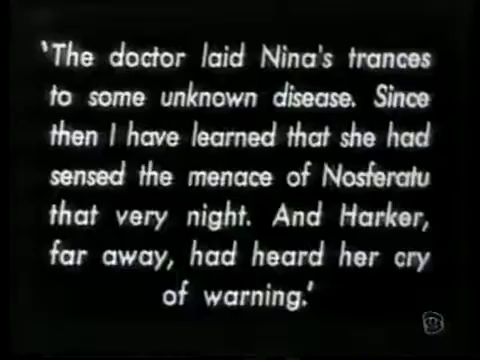 'The doctor laid Nina's trances
to some unknown disease. Since
then I have learned that she had
sensed the menace of Nosferatu
that very night. And Harker,
far away, had heard her cry
of warning.'